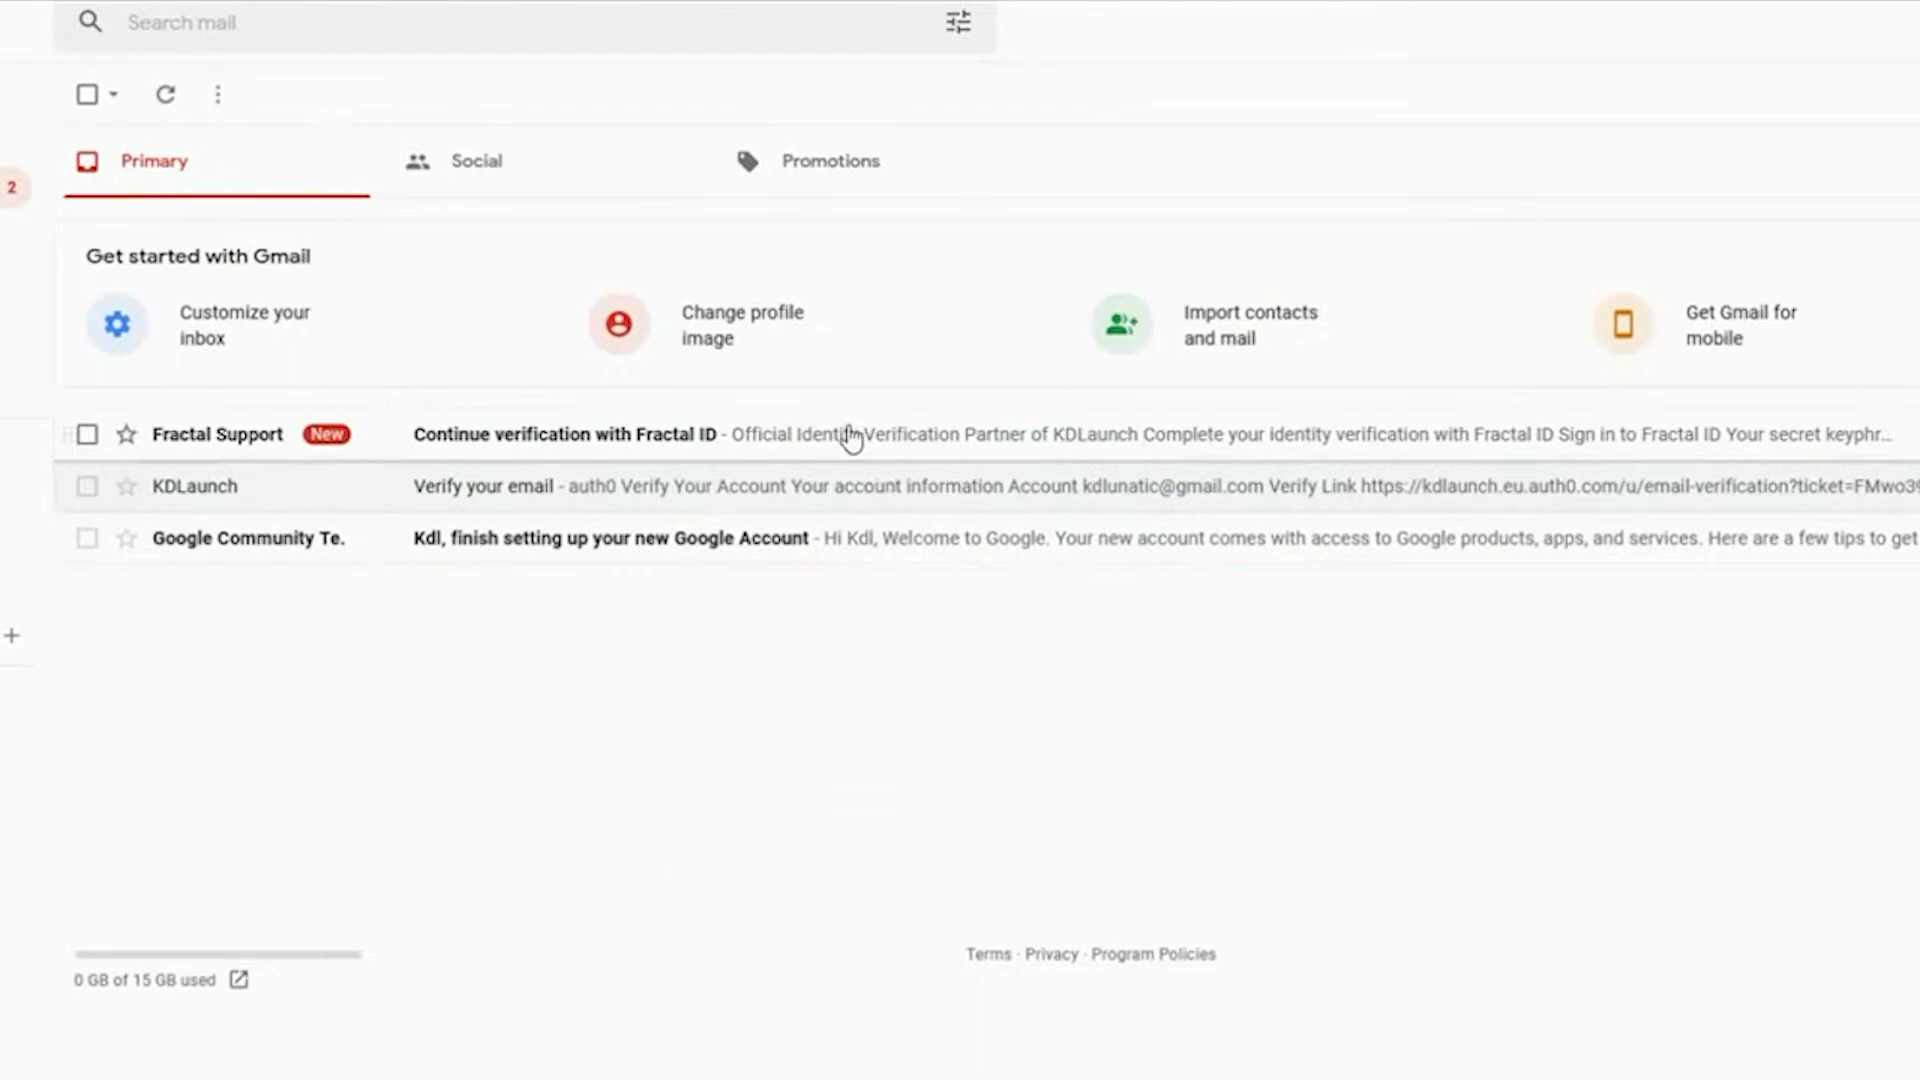 Search mail
Primary
Social
Promotions
2
Get started with Gmail
Customize your
inbox
Change profile
image
Import contacts
and mail
Get Gmail for
mobile
Fractal Support New Continue verification with Fractal ID - Official Identity Verification Partner of KDLaunch Complete your identity verification with Fractal ID Sign in to Fractal ID Your secret keyphr...
KDLaunch Verify your email - auth0 Verify Your Account Your account information Account kdlunatic@gmail.com Verify Link https://kdlaunch.eu.auth0.com/u/email-verification?ticket=FMwo39
Google Community Te. Kdl, finish setting up your new Google Account - Hi Kdl, Welcome to Google. Your new account comes with access to Google products, apps, and services. Here are a few tips to get
Terms · Privacy · Program Policies
0 GB of 15 GB used